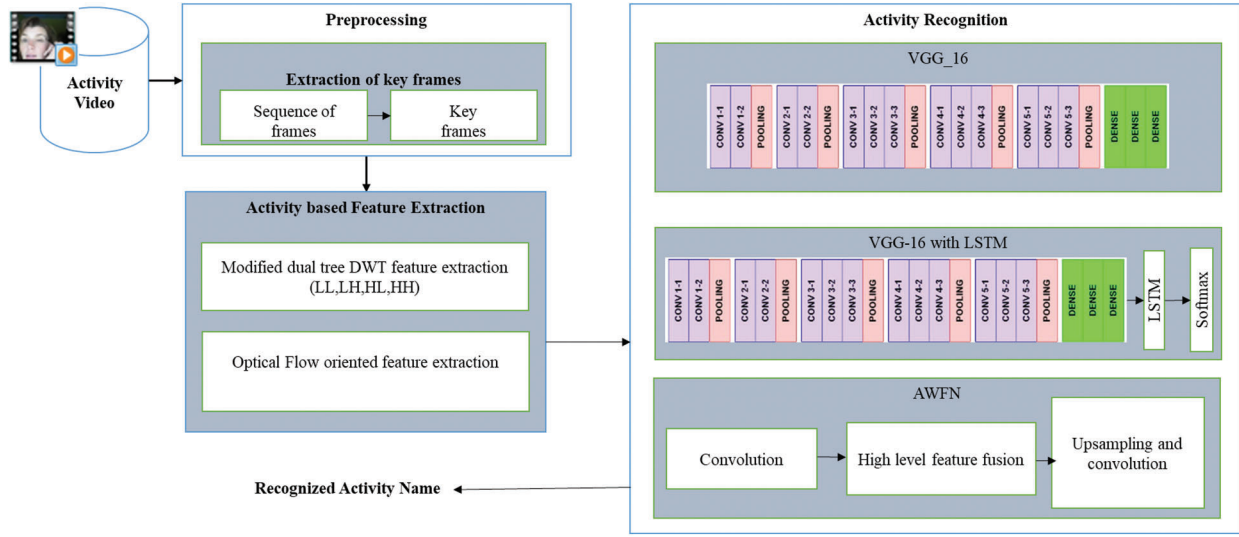 Activity
Video
Preprocessing
Extraction of key frames
Sequence of
frames
Key
frames
Activity based Feature Extraction
Modified dual tree DWT feature extraction
(LL,LH,HL,HH)
Optical Flow oriented feature extraction
Recognized Activity Name
Activity Recognition
VGG_16
CONV 1-1
CONV 1-2
POOLING
CONV 2-1
CONV 2-2
POOLING
CONV 3-1
CONV 3-2
CONV 3-3
POOLING
CONV 4-1
CONV 4-2
CONV 4-3
POOLING
CONV 5-1
CONV 5-2
CONV 5-3
POOLING
DENSE
DENSE
DENSE
VGG-16 with LSTM
CONV 1-1
CONV 1-2
POOLING
CONV 2-1
CONV 2-2
POOLING
CONV 3-1
CONV 3-2
CONV 3-3
POOLING
CONV 4-1
CONV 4-2
CONV 4-3
POOLING
CONV 5-1
CONV 5-2
CONV 5-3
POOLING
DENSE
DENSE
DENSE
LSTM
Softmax
AWFN
Convolution
High level feature fusion
Upsampling and
convolution